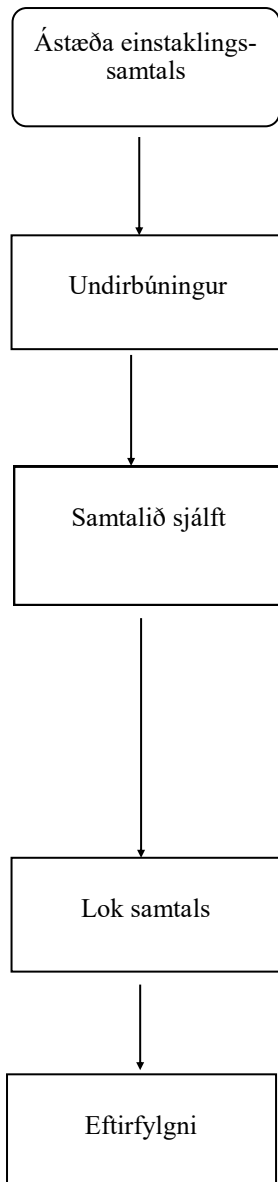 Ástæða einstaklings-
samtals
Undirbúningur
Samtalið sjálft
Lok samtals
Eftirfylgni